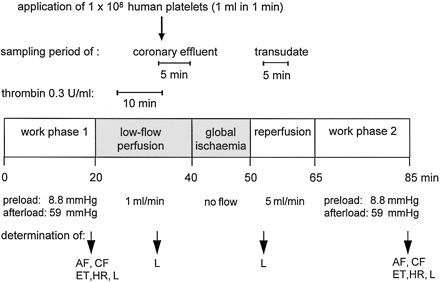 application of 1 x 10⁸ human platelets (1 ml in 1 min)
sampling period of : coronary effluent transudate
5 min 5 min
thrombin 0.3 U/ml:
10 min
work phase 1 low-flow perfusion global ischaemia reperfusion work phase 2
0 20 40 50 65 85 min
preload: 8.8 mmHg 1 ml/min no flow 5 ml/min preload: 8.8 mmHg
afterload: 59 mmHg afterload: 59 mmHg
determination of:
AF, CF L L AF, CF
ET,HR, L ET,HR, L